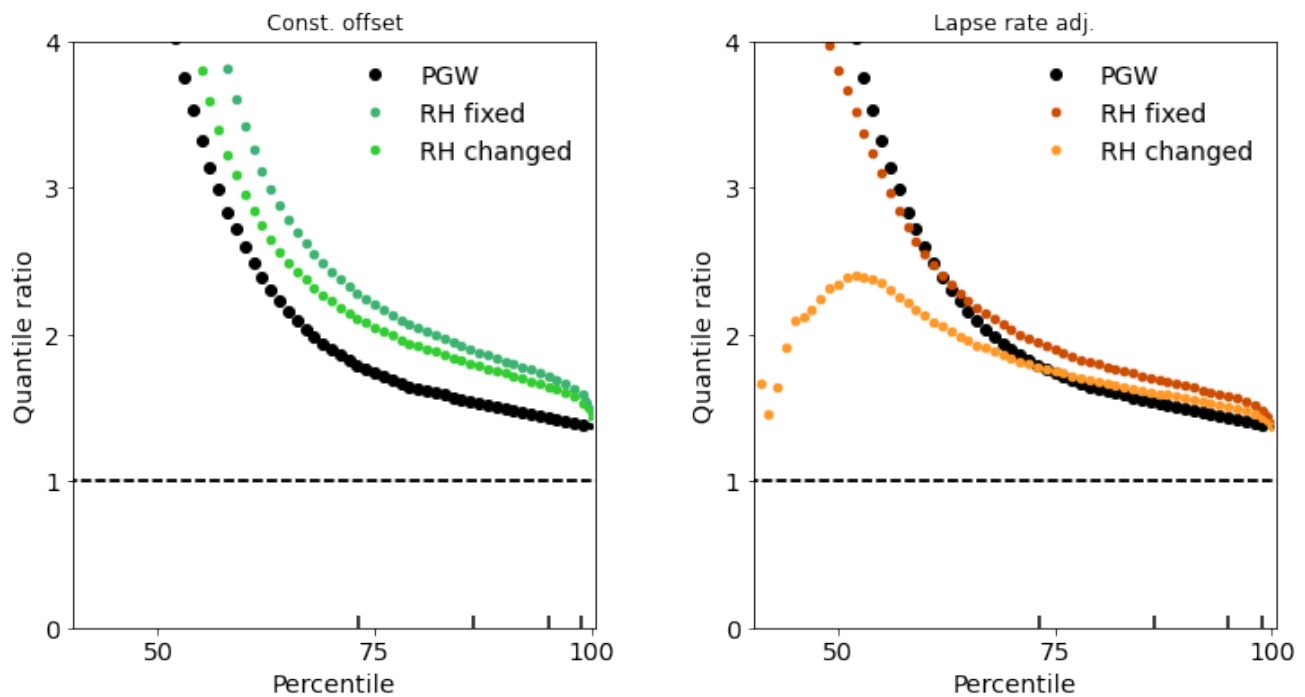 Const. offset
4
3
2
1
0
Quantile ratio
PGW
RH fixed
RH changed
50
75
100
Percentile
Lapse rate adj.
4
3
2
1
0
Quantile ratio
PGW
RH fixed
RH changed
50
75
100
Percentile